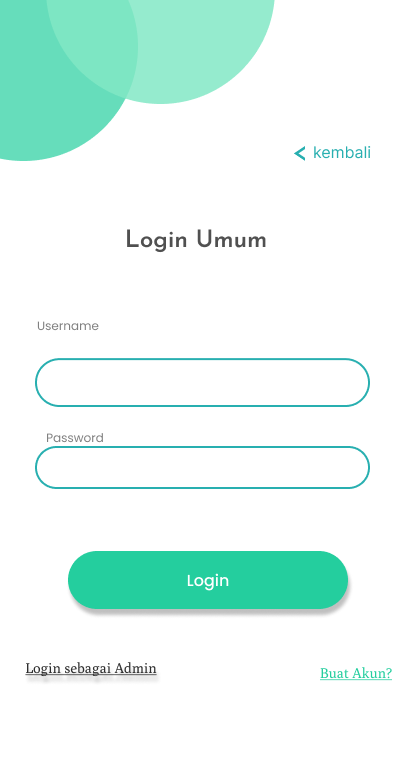 kembali
Login Umum
Username
Password
Login
Login sebagai Admin
Buat Akun?